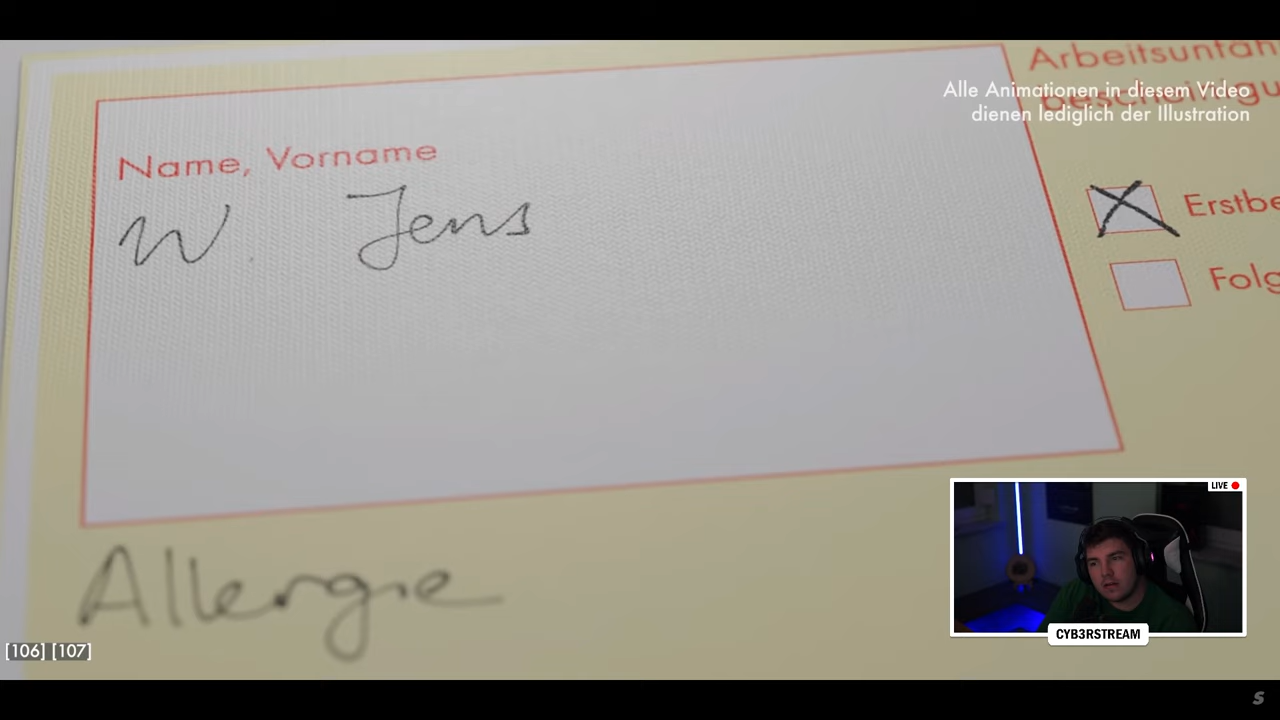 Arbeitsunfäh
bescheinigu
Alle Animationen in diesem Video
dienen lediglich der Illustration
Name, Vorname
W. Jens
Erstbe
Folg
Allergie
LIVE
CYB3RSTREAM
[106] [107]
S